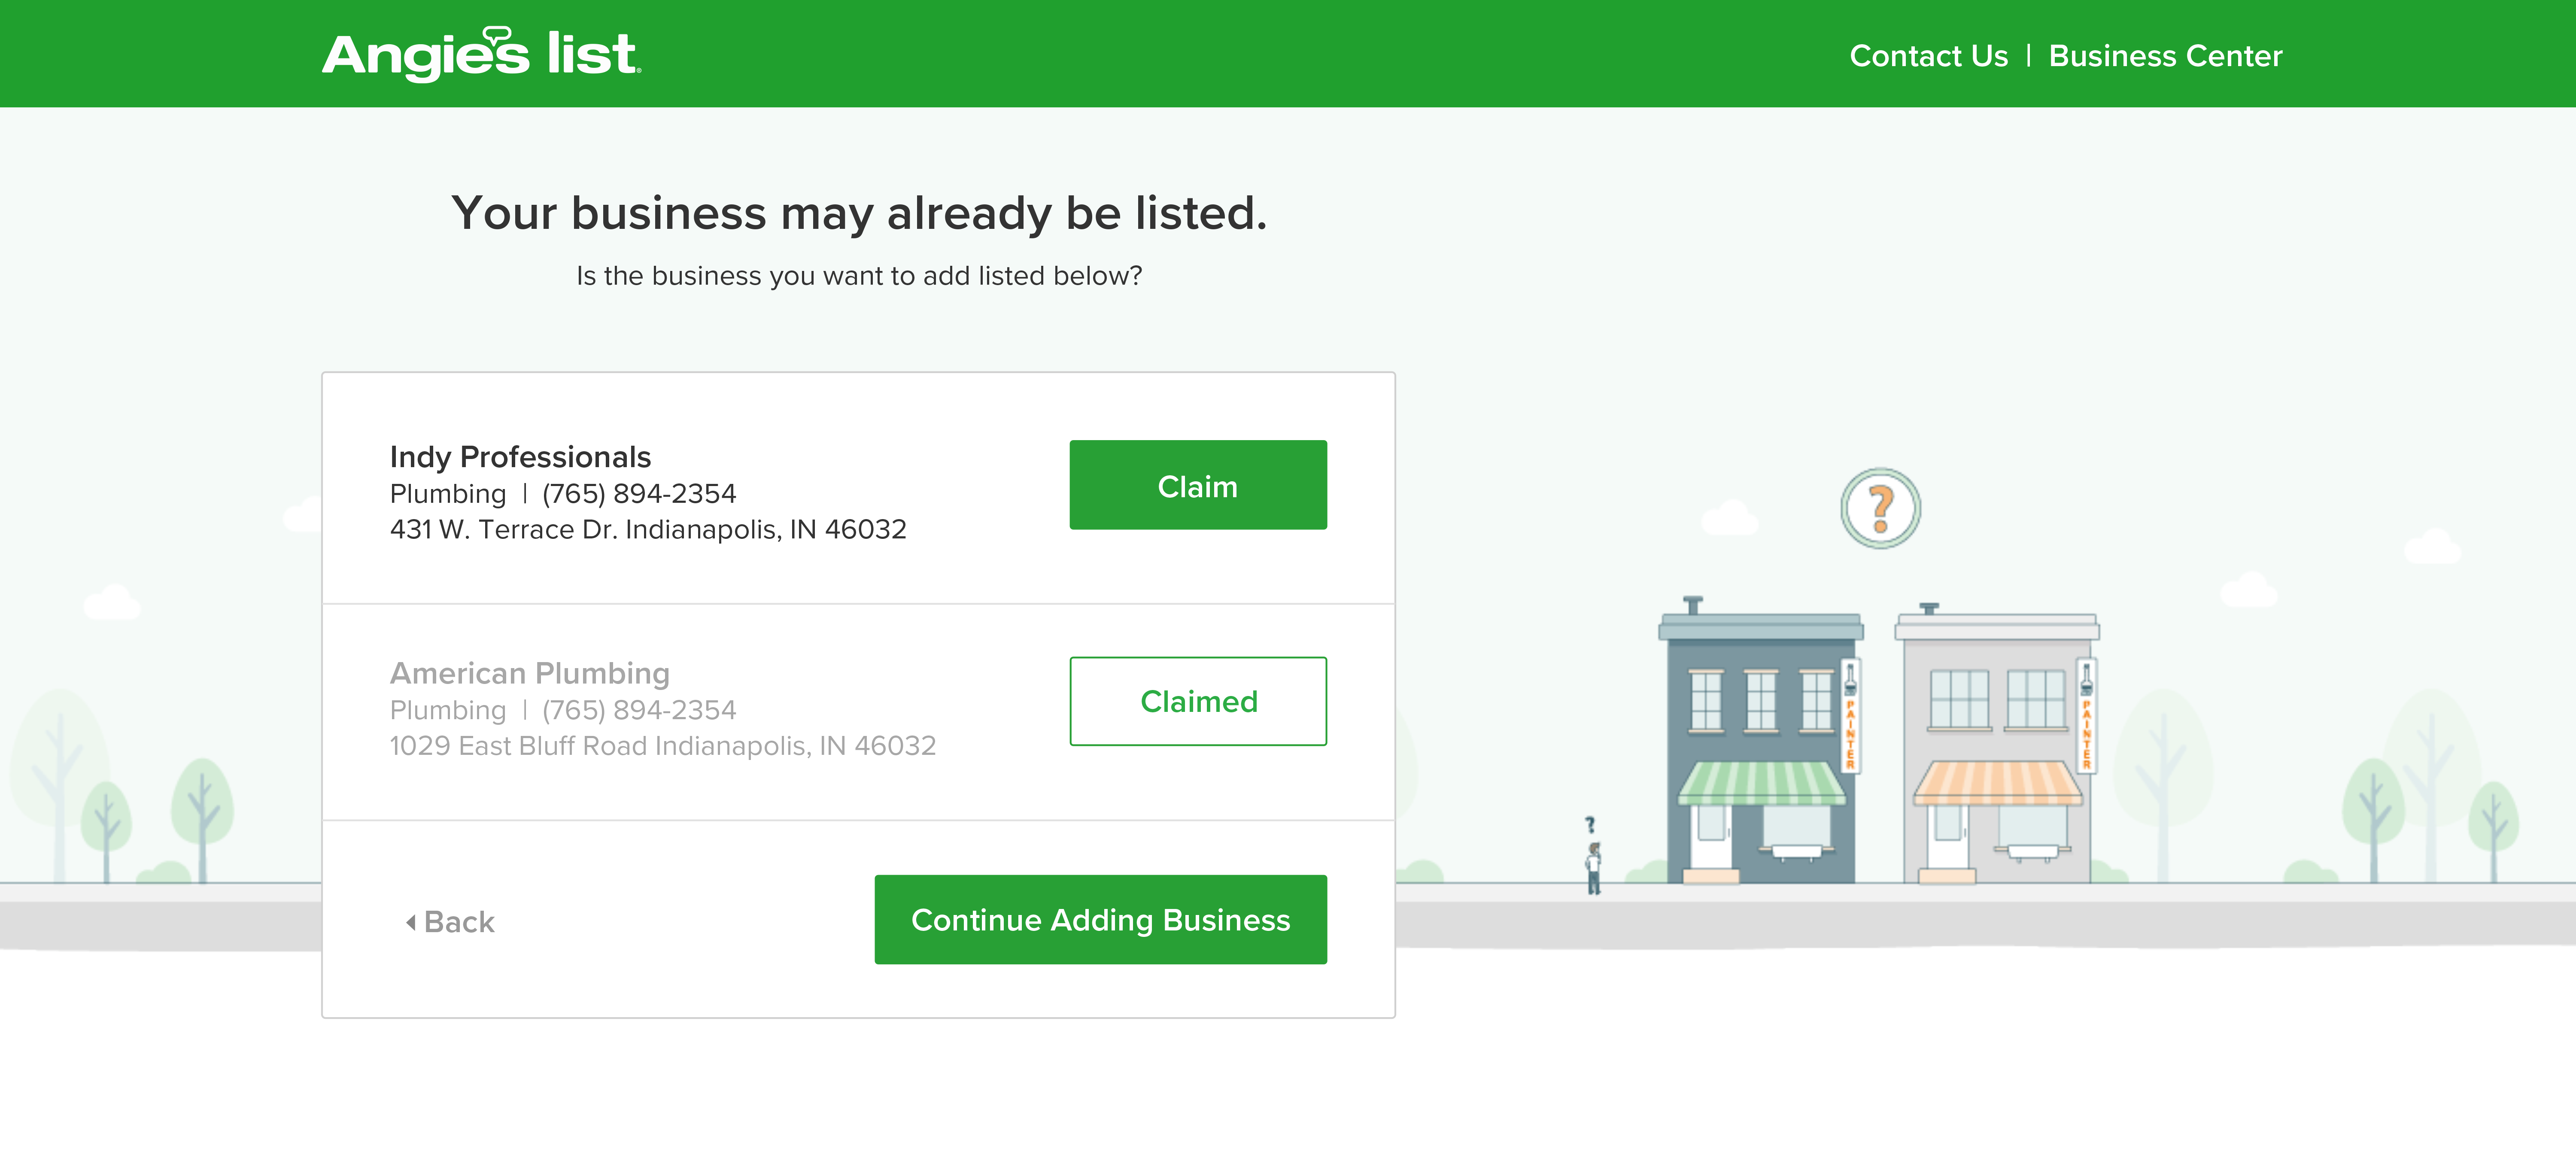 Angie's list
Contact Us | Business Center
Your business may already be listed.
Is the business you want to add listed below?
Indy Professionals
Plumbing | (765) 894-2354
431 W. Terrace Dr. Indianapolis, IN 46032
Claim
American Plumbing
Plumbing | (765) 894-2354
1029 East Bluff Road Indianapolis, IN 46032
Claimed
Back
Continue Adding Business
?
?
PAINTER
PAINTER